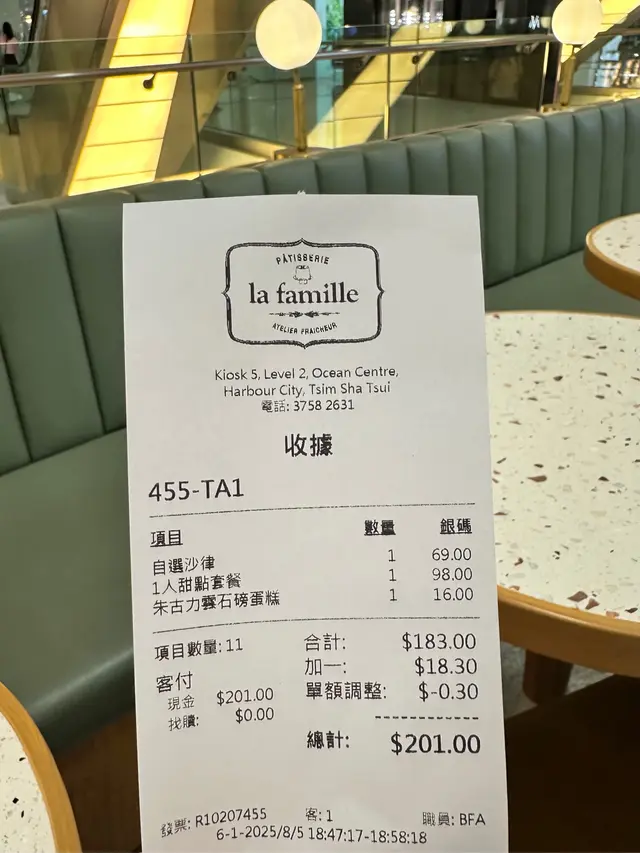 PÂTISSERIE
la famille
ATELIER FRAICHEUR
Kiosk 5, Level 2, Ocean Centre,
Harbour City, Tsim Sha Tsui
電話: 3758 2631
收據
455-TA1
項目 數量 銀碼
自選沙律 1 69.00
1人甜點套餐 1 98.00
朱古力雲石磅蛋糕 1 16.00
項目數量: 11 合計: $183.00
加一: $18.30
客付 單額調整: $-0.30
現金 $201.00
找贖: $0.00
總計: $201.00
發票: R10207455 客: 1 職員: BFA
6-1-2025/8/5 18:47:17-18:58:18